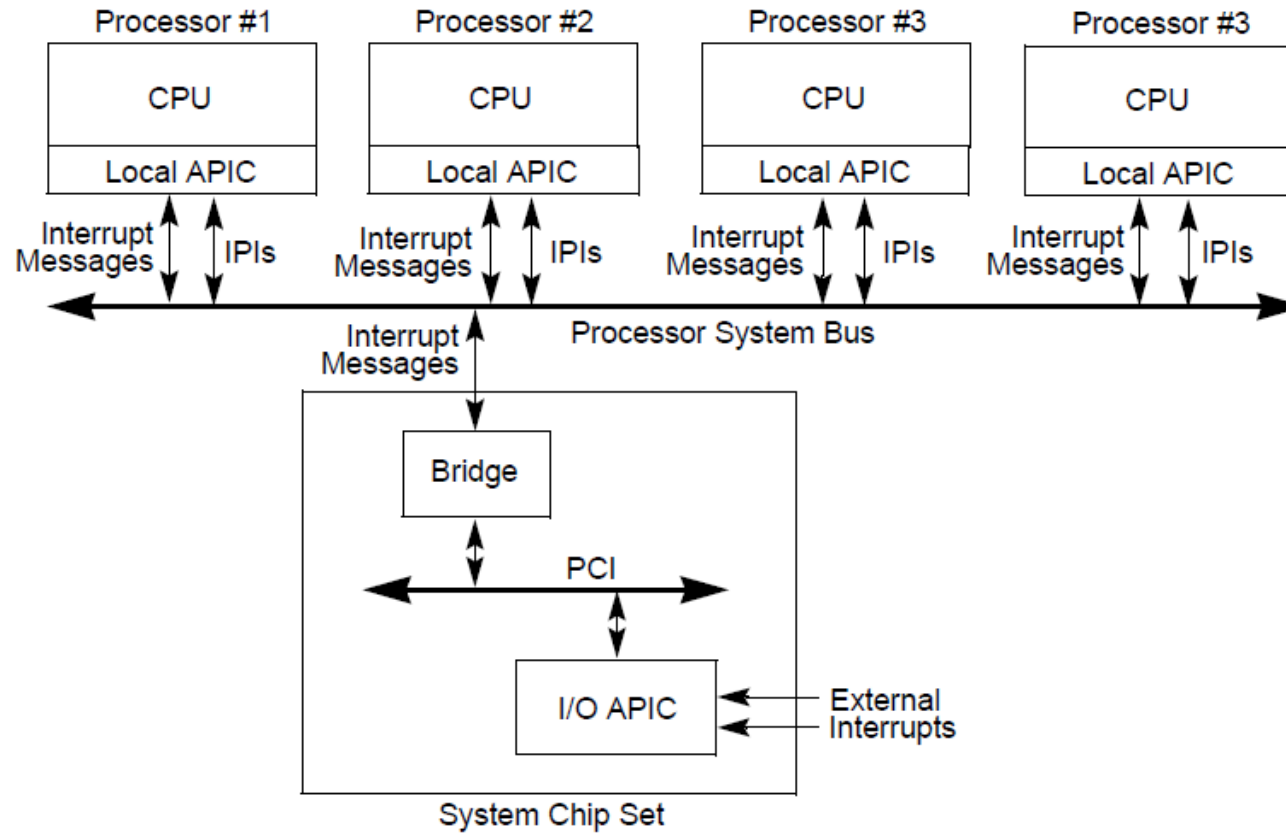 Processor #1
Processor #2
Processor #3
Processor #3
CPU
CPU
CPU
CPU
Local APIC
Local APIC
Local APIC
Local APIC
Interrupt
Messages
IPIs
Interrupt
Messages
IPIs
Interrupt
Messages
IPIs
Interrupt
Messages
IPIs
Processor System Bus
Interrupt
Messages
Bridge
PCI
I/O APIC
External
Interrupts
System Chip Set